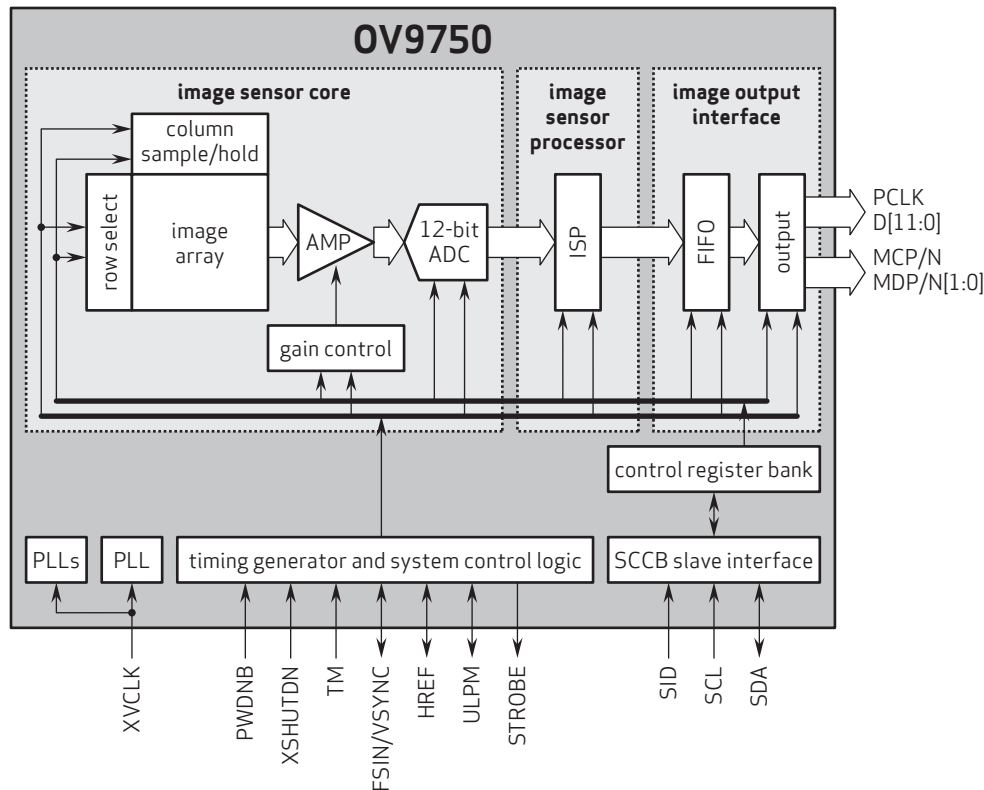 OV9750
image sensor core
image
sensor
processor
image output
interface
column
sample/hold
row select
image
array
AMP
12-bit
ADC
ISP
FIFO
output
PCLK
D[11:0]
MCP/N
MDP/N[1:0]
gain control
control register bank
PLLs
PLL
timing generator and system control logic
SCCB slave interface
XVCLK
PWDNB
XSHUTDN
TM
FSIN/VSYNC
HREF
ULPM
STROBE
SID
SCL
SDA